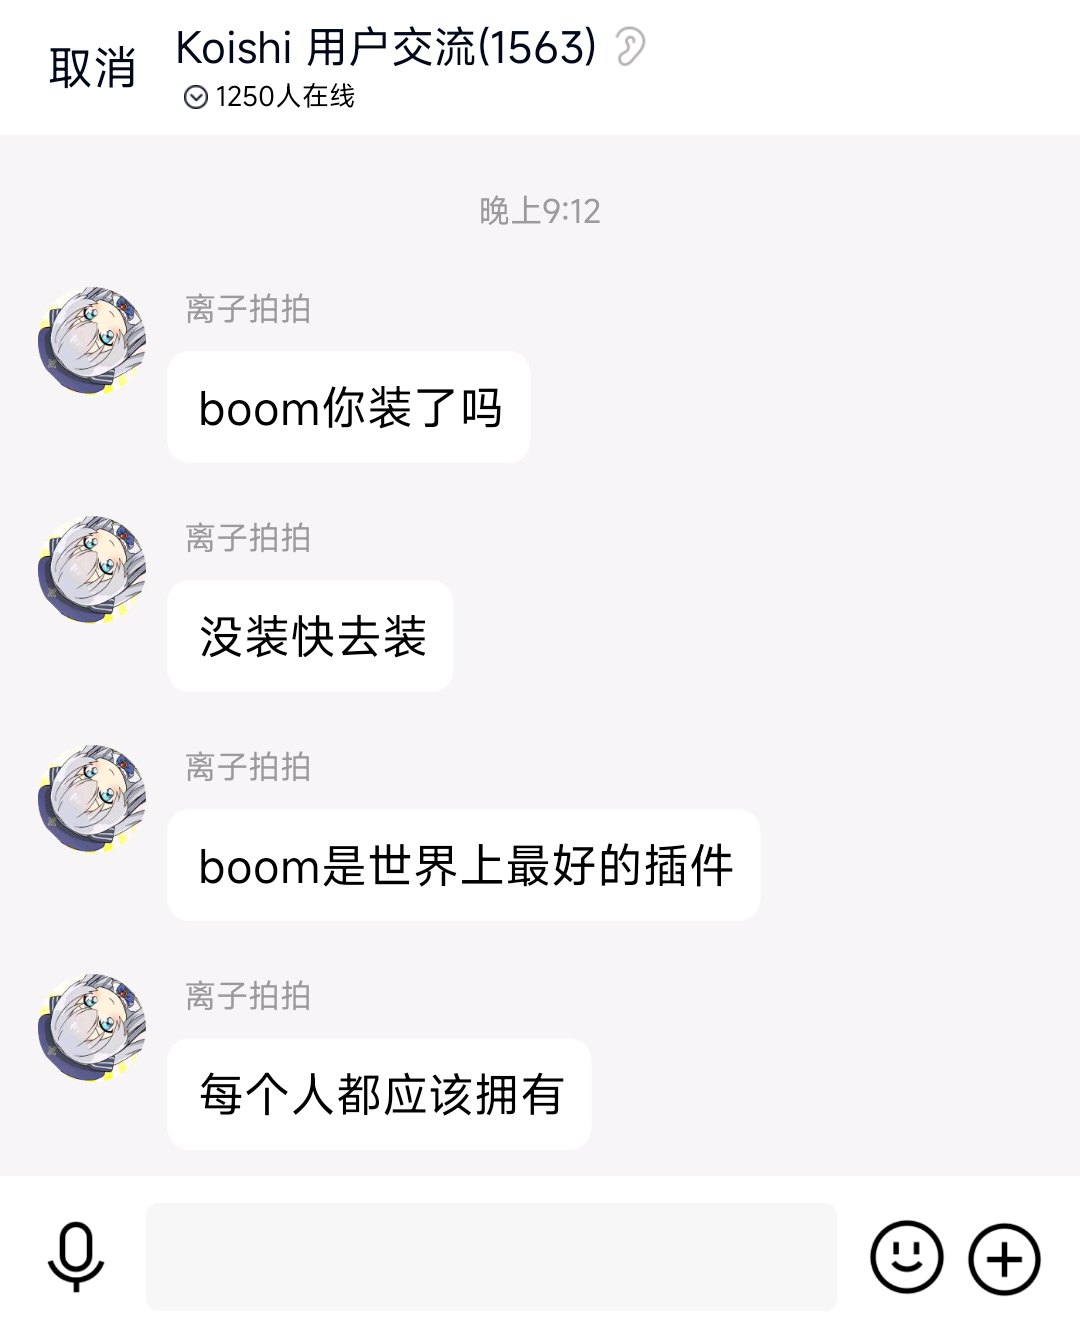 取消
Koishi 用户交流(1563)
1250人在线
晚上9:12
离子拍拍
boom你装了吗
离子拍拍
没装快去装
离子拍拍
boom是世界上最好的插件
离子拍拍
每个人都应该拥有